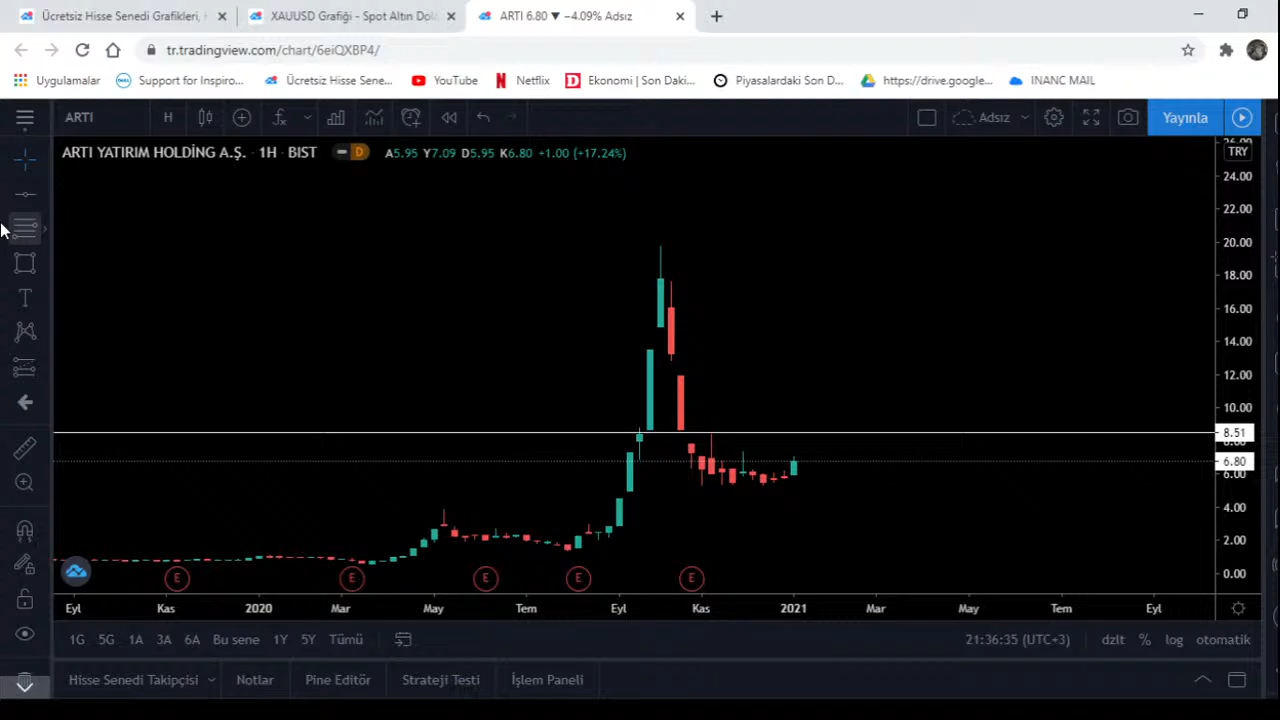 Ücretsiz Hisse Senedi Grafikleri, XAUUSD Grafiği - Spot Altın Dol ARTI 6.80 ▼ −4.09% Adsız
tr.tradingview.com/chart/6eiQXBP4/
Uygulamalar Support for Inspiro... Ücretsiz Hisse Sene... YouTube Netflix Ekonomi | Son Daki... Piyasalardaki Son D... https://drive.google... INANC MAIL
ARTI H Adsız Yayınla
ARTI YATIRIM HOLDİNG A.Ş. · 1H · BIST D A5.95 Y7.09 D5.95 K6.80 +1.00 (+17.24%) TRY
24.00
22.00
20.00
18.00
16.00
14.00
12.00
10.00
8.51
8.00
6.80
6.00
4.00
2.00
0.00
E E E E E
Eyl Kas 2020 Mar May Tem Eyl Kas 2021 Mar May Tem Eyl
1G 5G 1A 3A 6A Bu sene 1Y 5Y Tümü 21:36:35 (UTC+3) dzlt % log otomatik
Hisse Senedi Takipçisi Notlar Pine Editör Strateji Testi İşlem Paneli